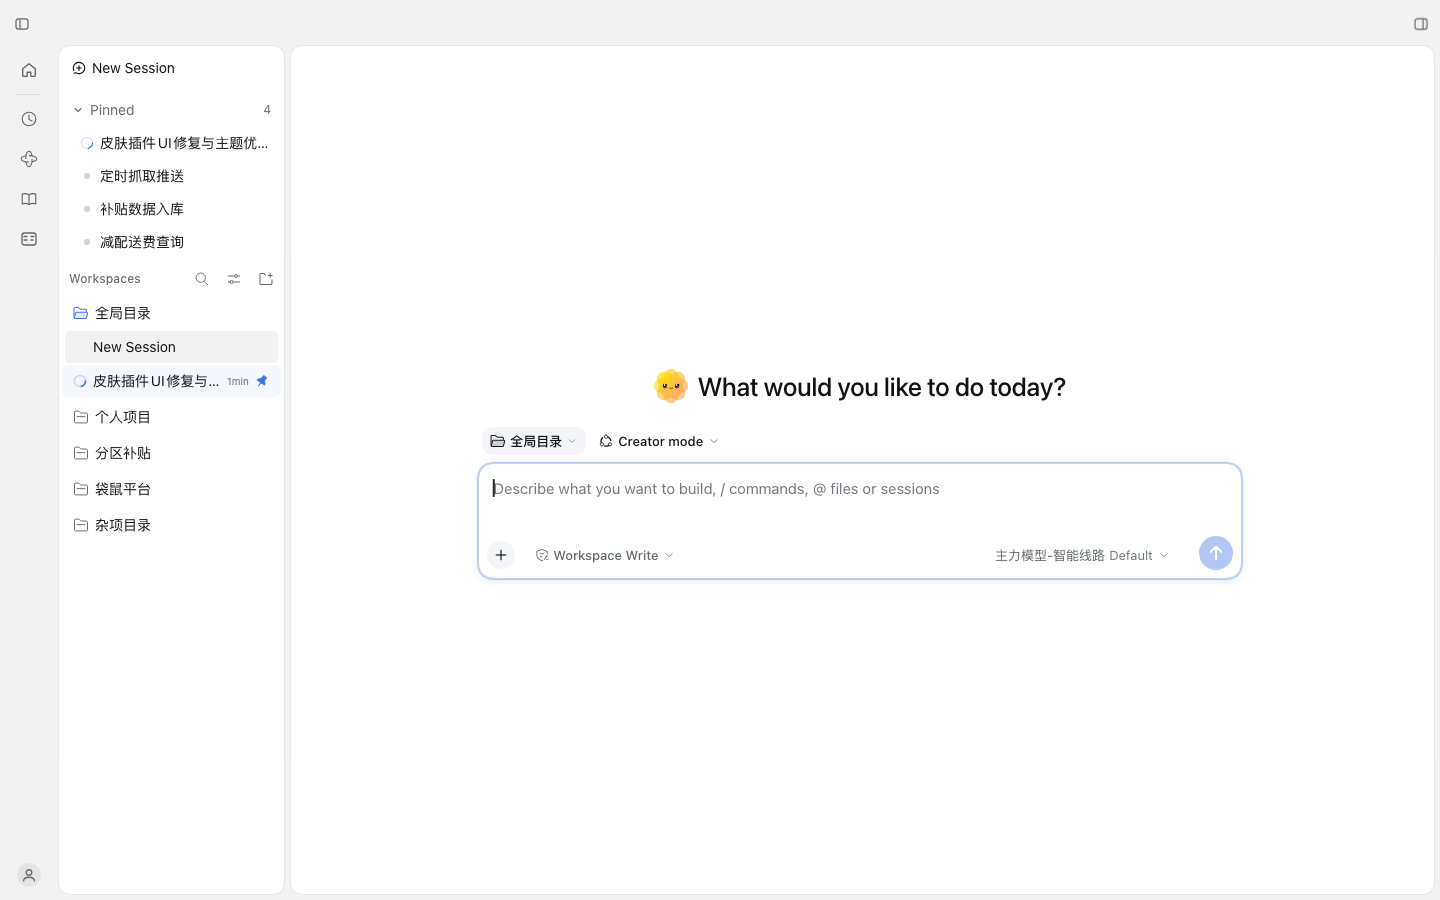 New Session
Pinned 4
皮肤插件UI修复与主题优...
定时抓取推送
补贴数据入库
减配送费查询
Workspaces
全局目录
New Session
皮肤插件UI修复与... 1min
个人项目
分区补贴
袋鼠平台
杂项目录
What would you like to do today?
全局目录 Creator mode
Describe what you want to build, / commands, @ files or sessions
Workspace Write 主力模型-智能线路 Default